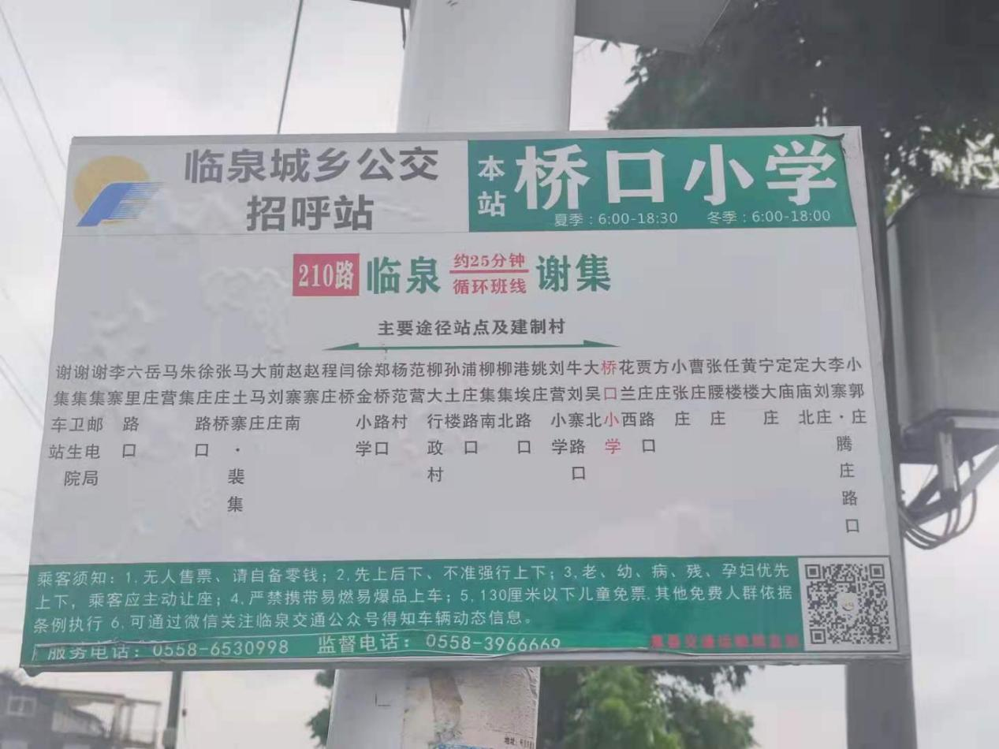 临泉城乡公交
招呼站
本站
桥口小学
夏季：6:00-18:30 冬季：6:00-18:00
210路 临泉 约25分钟 循环班线 谢集
主要途径站点及建制村
谢集车站
谢集卫生院
谢集邮电局
李寨
六里路口
岳庄
马营
朱集
徐庄路口
张庄桥
马土寨·裴集
大马庄
前刘庄
赵寨南
赵寨
程庄
闫桥
徐金小学
郑桥路口
杨范村
范营
柳大行政村
孙土楼
浦庄路口
柳集南
柳集北
港埃路口
姚庄
刘营小学
牛刘寨路口
大吴北
桥口小学
花兰西
贾庄路口
方庄
小张庄
曹庄
张腰庄
任楼
黄楼
宁大庄
定庙
定庙北
大刘庄
李寨·腾庄路口
小郭庄
乘客须知：1.无人售票、请自备零钱；2.先上后下、不准强行上下；3.老、幼、病、残、孕妇优先
上下，乘客应主动让座；4.严禁携带易燃易爆品上车；5.130厘米以下儿童免票.其他免费人群依据
条例执行 6.可通过微信关注临泉交通公众号得知车辆动态信息。
服务电话：0558-6530998 监督电话：0558-3966669